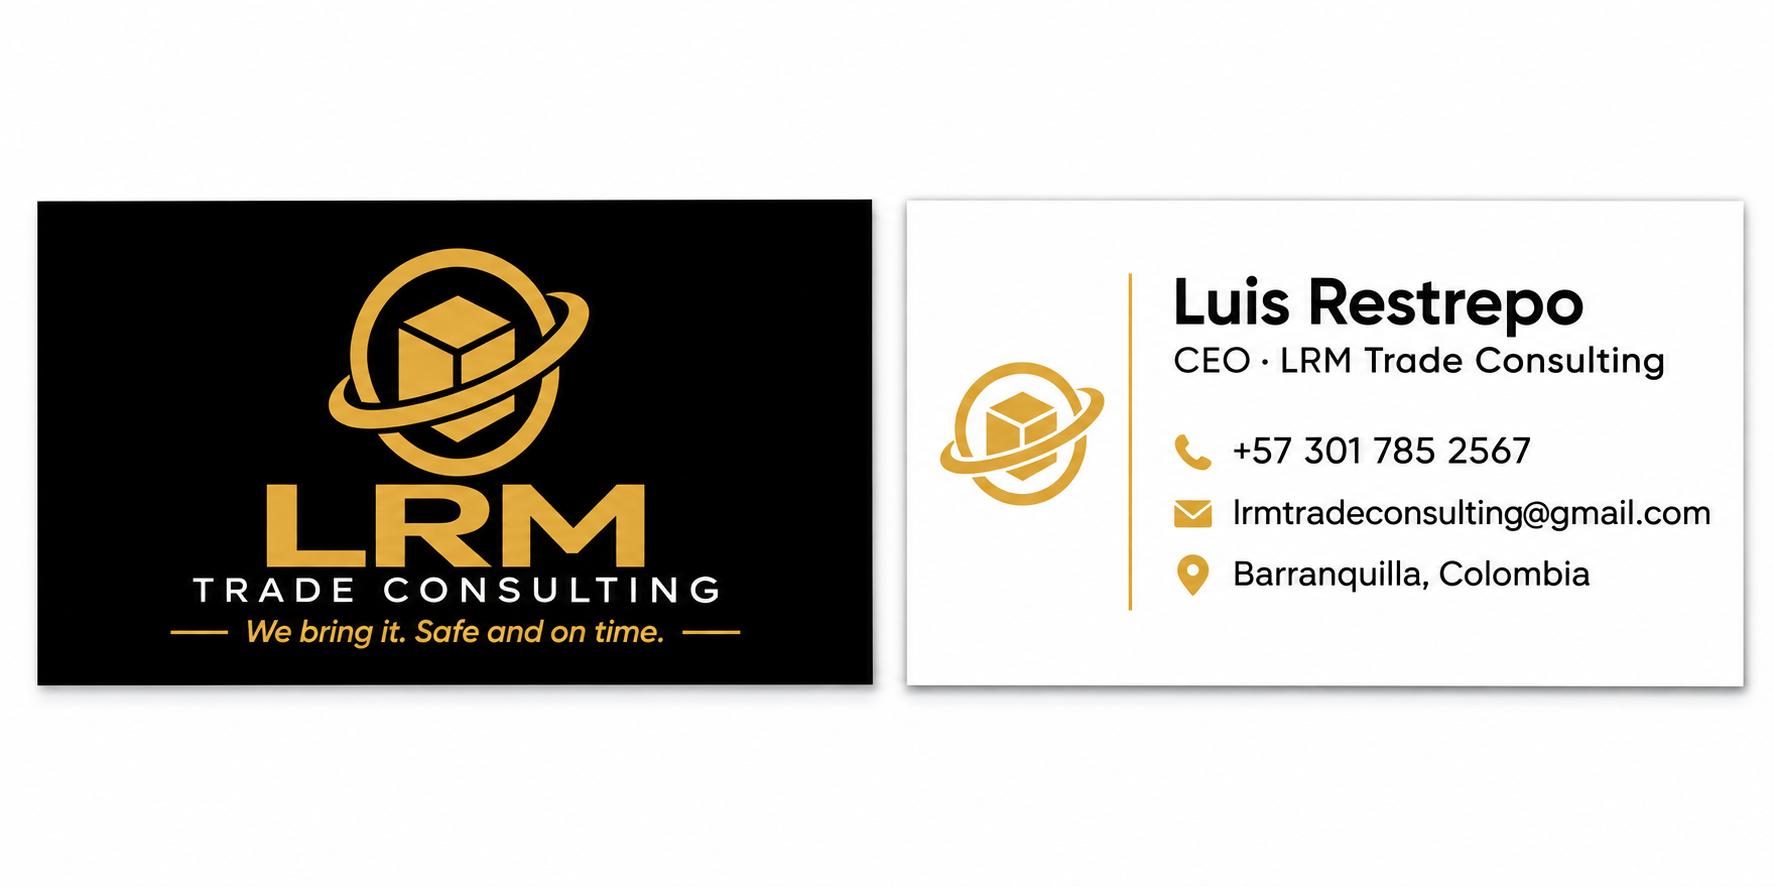 LRM
TRADE CONSULTING
We bring it. Safe and on time.
Luis Restrepo
CEO · LRM Trade Consulting
+57 301 785 2567
lrmtradeconsulting@gmail.com
Barranquilla, Colombia